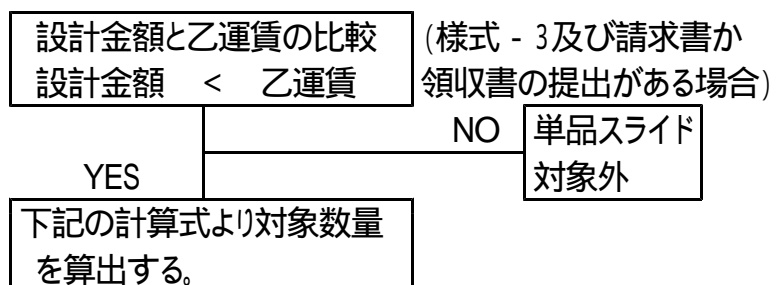 設計金額と乙運賃の比較
設計金額 < 乙運賃
(様式 - 3及び請求書か
領収書の提出がある場合)
NO
単品スライド
対象外
YES
下記の計算式より対象数量
を算出する。